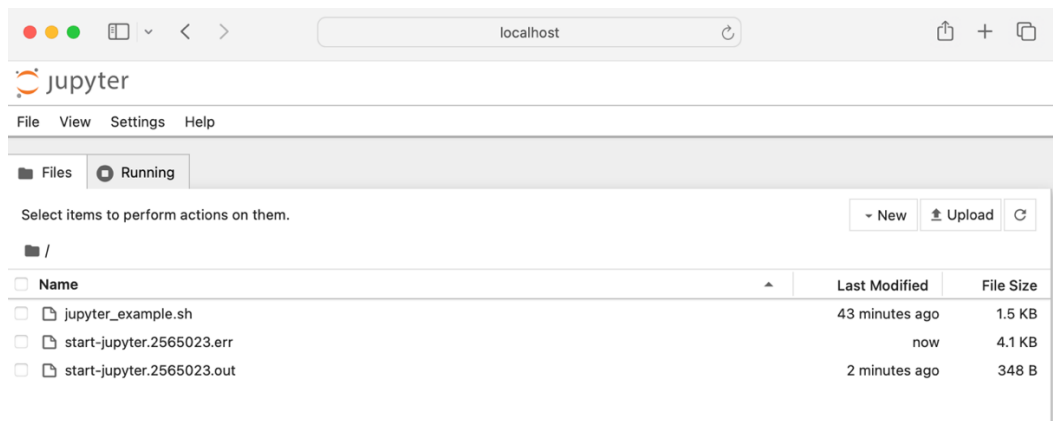 localhost
jupyter
File View Settings Help
Files Running
Select items to perform actions on them.
New Upload
/
Name Last Modified File Size
jupyter_example.sh 43 minutes ago 1.5 KB
start-jupyter.2565023.err now 4.1 KB
start-jupyter.2565023.out 2 minutes ago 348 B